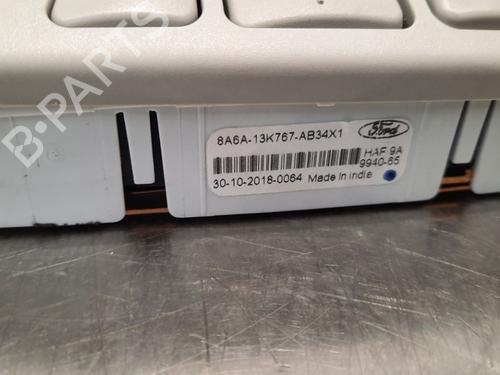 B-PARTS
8A6A-13K767-AB34X1
Ford
HAF 9A
9940-65
30-10-2018-0064 Made in India